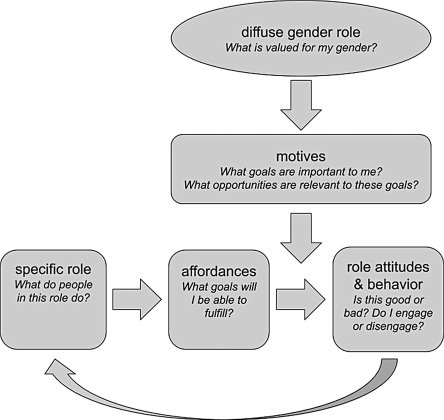 diffuse gender role
What is valued for my gender?
motives
What goals are important to me?
What opportunities are relevant to these goals?
specific role
What do people
in this role do?
affordances
What goals will
I be able to
fulfill?
role attitudes
& behavior
Is this good or
bad? Do I engage
or disengage?